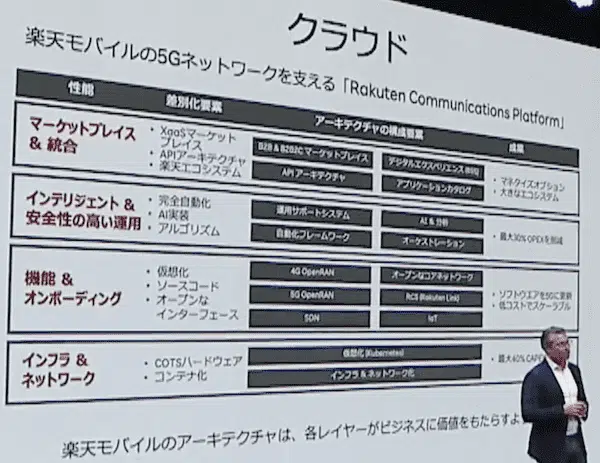 クラウド
楽天モバイルの5Gネットワークを支える「Rakuten Communications Platform」
性能
差別化要素
アーキテクチャの構成要素
成果
マーケットプレイス
& 統合
• XaaSマーケット
プレイス
• APIアーキテクチャ
• 楽天エコシステム
B2B & B2B2C マーケットプレイス
デジタルエクスペリエンス (BSS)
API アーキテクチャ
アプリケーションカタログ
• マネタイズオプション
• 大きなエコシステム
インテリジェント &
安全性の高い運用
• 完全自動化
• AI実装
• アルゴリズム
運用サポートシステム
AI & 分析
自動化フレームワーク
オーケストレーション
• 最大30% OPEXを削減
機能 &
オンボーディング
• 仮想化
• ソースコード
• オープンな
インターフェース
4G OpenRAN
オープンなコアネットワーク
5G OpenRAN
RCS (Rakuten Link)
SDN
IoT
• ソフトウエアを5Gに更新
• 低コストでスケーラブル
インフラ &
ネットワーク
• COTSハードウェア
• コンテナ化
仮想化 (Kubernetes)
インフラ & ネットワーク化
• 最大40% CAPEX
楽天モバイルのアーキテクチャは、各レイヤーがビジネスに価値をもたらすよ